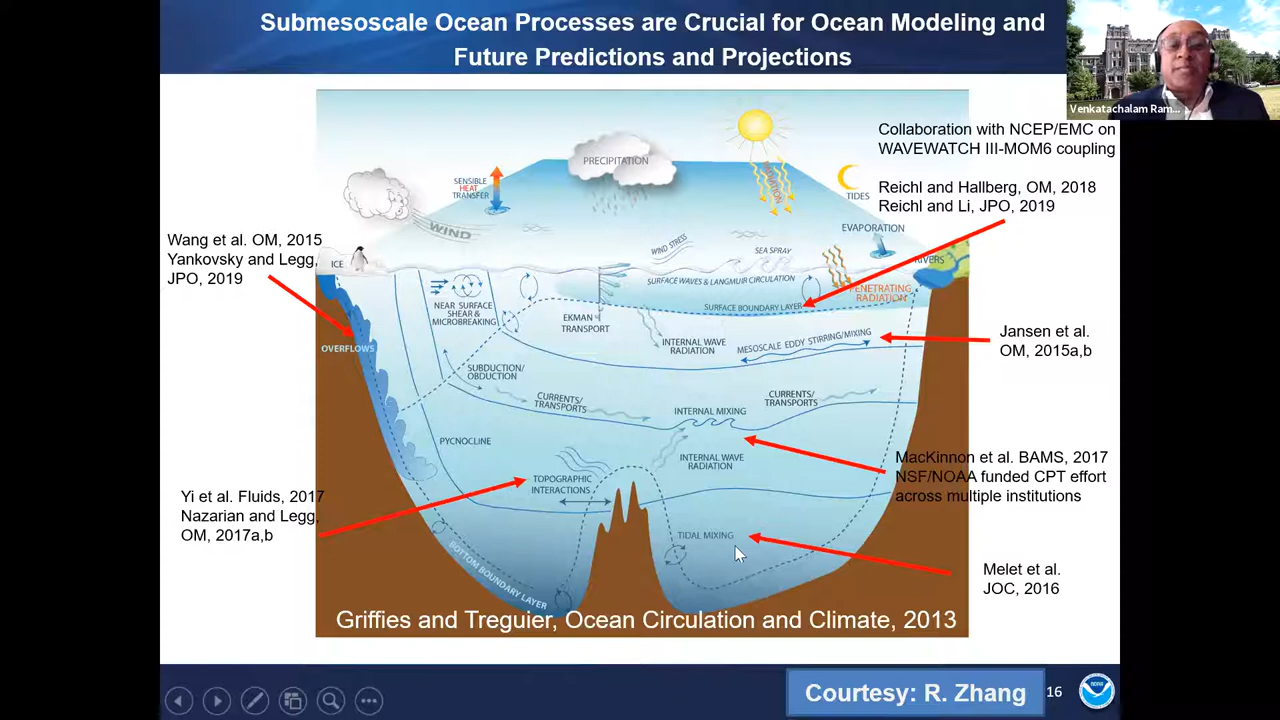 Submesoscale Ocean Processes are Crucial for Ocean Modeling and
Future Predictions and Projections
Venkatachalam Ram...
Collaboration with NCEP/EMC on
WAVEWATCH III-MOM6 coupling
Reichl and Hallberg, OM, 2018
Reichl and Li, JPO, 2019
PRECIPITATION
SENSIBLE
HEAT
TRANSFER
RADIATION
TIDES
WIND
EVAPORATION
Wang et al. OM, 2015
Yankovsky and Legg,
JPO, 2019
ICE
WIND STRESS
SEA SPRAY
RIVERS
SURFACE WAVES & LANGMUIR CIRCULATION
PENETRATING
RADIATION
NEAR SURFACE
SHEAR &
MICROBREAKING
SURFACE BOUNDARY LAYER
EKMAN
TRANSPORT
OVERFLOWS
INTERNAL WAVE
RADIATION
MESOSCALE EDDY STIRRING/MIXING
Jansen et al.
OM, 2015a,b
SUBDUCTION/
OBDUCTION
CURRENTS/
TRANSPORTS
INTERNAL MIXING
CURRENTS/
TRANSPORTS
PYCNOCLINE
INTERNAL WAVE
RADIATION
MacKinnon et al. BAMS, 2017
NSF/NOAA funded CPT effort
across multiple institutions
TOPOGRAPHIC
INTERACTIONS
Yi et al. Fluids, 2017
Nazarian and Legg,
OM, 2017a,b
TIDAL MIXING
BOTTOM BOUNDARY LAYER
Melet et al.
JOC, 2016
Griffies and Treguier, Ocean Circulation and Climate, 2013
Courtesy: R. Zhang
16
NOAA